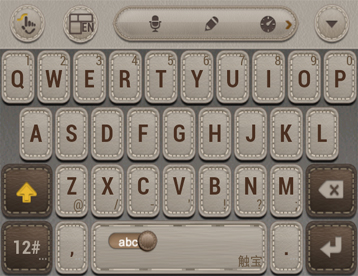 EN
1 2 3 4 5 6 7 8 9 0
Q W E R T Y U I O P
A S D F G H J K L
Z X C V B N M
@ / - _ ! ? ,
12# , abc 触宝 .